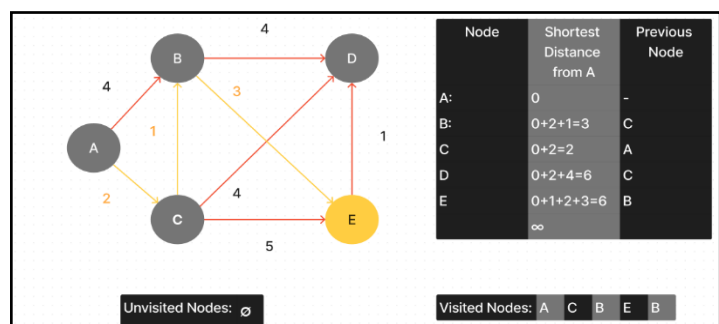 4
B
D
4
3
1
1
A
2
4
C
E
5
Node Shortest Distance from A Previous Node
A: 0 -
B: 0+2+1=3 C
C 0+2=2 A
D 0+2+4=6 C
E 0+1+2+3=6 B
∞
Unvisited Nodes: ∅
Visited Nodes: A C B E B